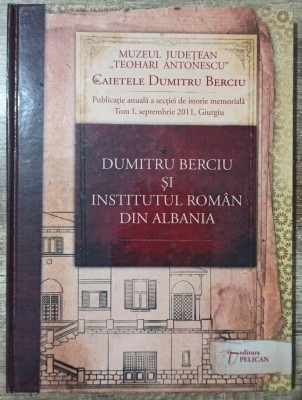 MUZEUL JUDEȚEAN
„TEOHARI ANTONESCU”
CAIETELE DUMITRU BERCIU
Publicație anuală a secției de istorie memorială
Tom I, septembrie 2011, Giurgiu
DUMITRU BERCIU
ȘI
INSTITUTUL ROMÂN
DIN ALBANIA
editura
PELICAN